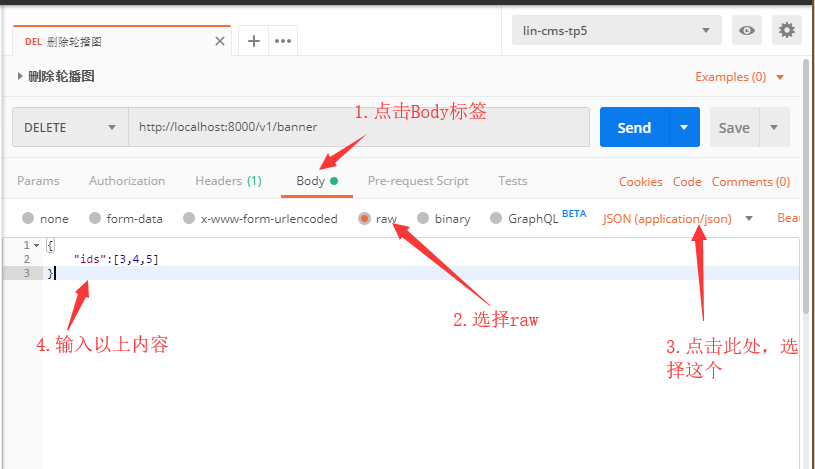 DEL 删除轮播图
lin-cms-tp5
删除轮播图
Examples (0)
DELETE
http://localhost:8000/v1/banner
Send
Save
1.点击Body标签
Params Authorization Headers (1) Body Pre-request Script Tests Cookies Code Comments (0)
none form-data x-www-form-urlencoded raw binary GraphQL BETA JSON (application/json) Beau
1 {
2 "ids":[3,4,5]
3 }
2.选择raw
4.输入以上内容
3.点击此处，选
择这个